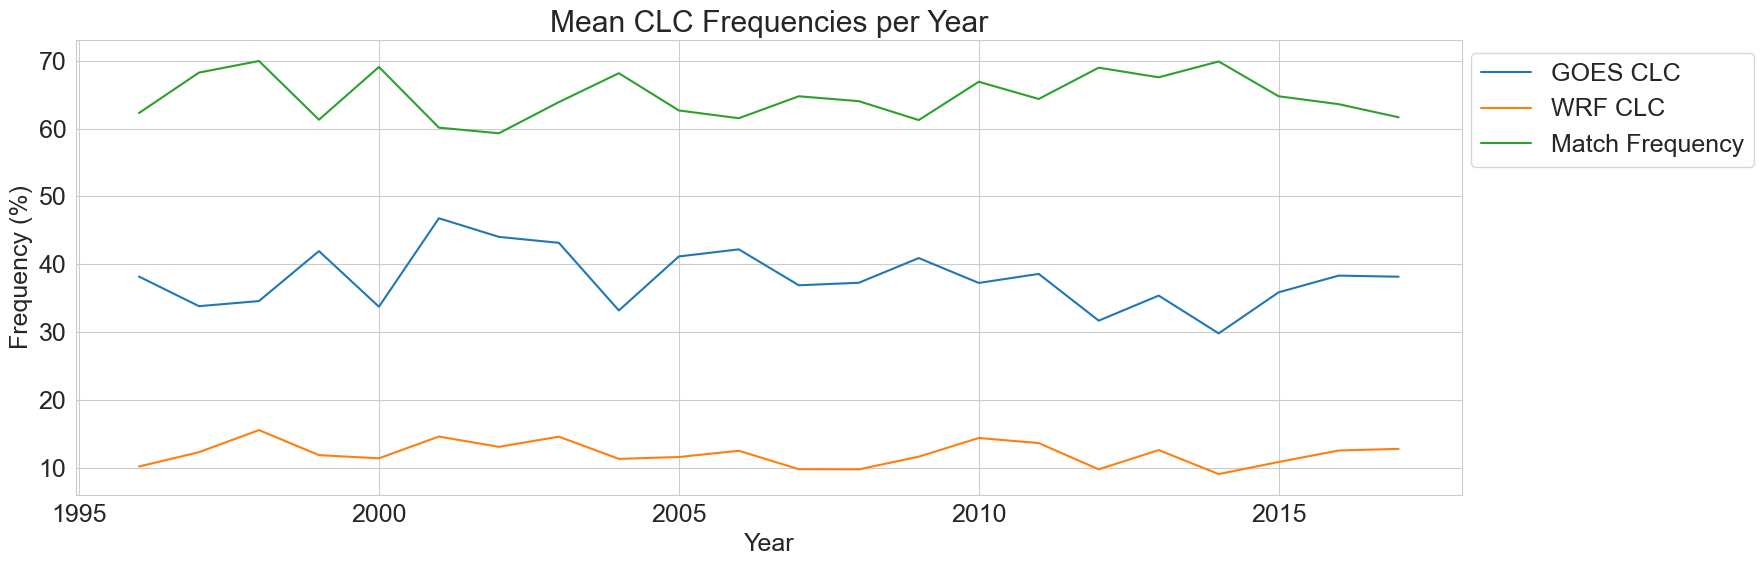 Mean CLC Frequencies per Year
Frequency (%)
70
60
50
40
30
20
10
1995 2000 2005 2010 2015
Year
GOES CLC
WRF CLC
Match Frequency